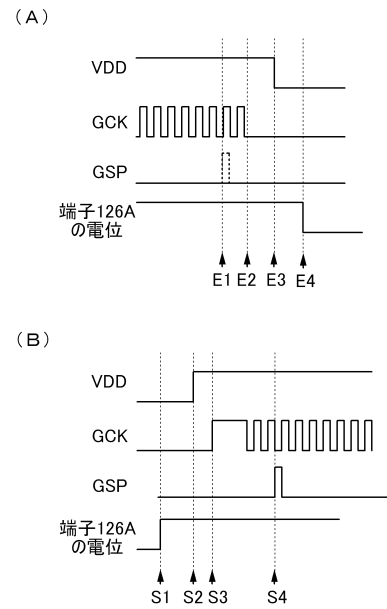 (A)
VDD
GCK
GSP
端子126A
の電位
E1 E2 E3 E4
(B)
VDD
GCK
GSP
端子126A
の電位
S1 S2 S3 S4